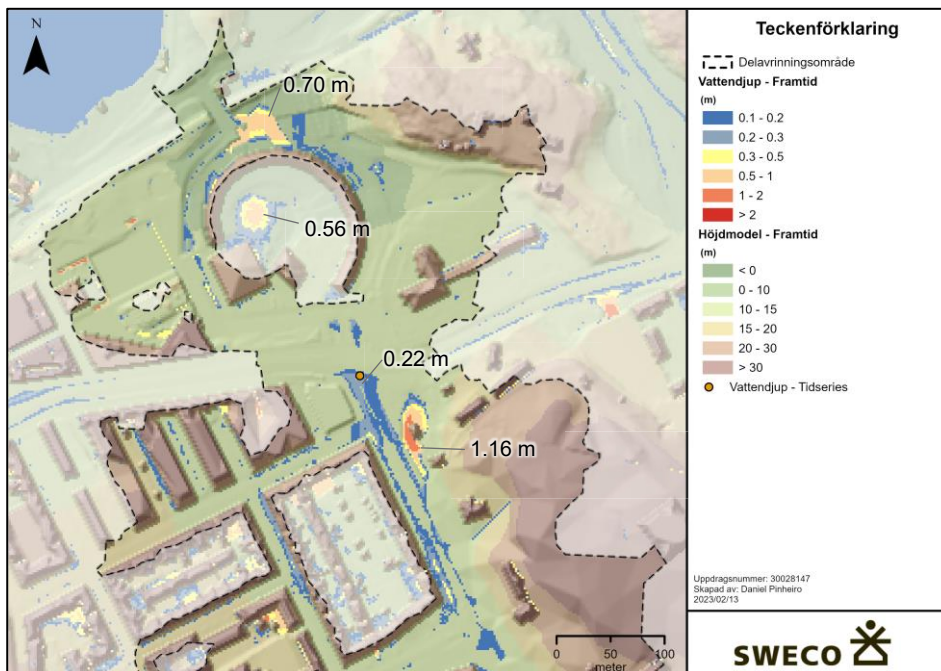 N
0.70 m
0.56 m
0.22 m
1.16 m
0 50 100
meter
Teckenförklaring
Delavrinningsområde
Vattendjup - Framtid
(m)
0.1 - 0.2
0.2 - 0.3
0.3 - 0.5
0.5 - 1
1 - 2
> 2
Höjdmodel - Framtid
(m)
< 0
0 - 10
10 - 15
15 - 20
20 - 30
> 30
Vattendjup - Tidseries
Uppdragsnummer: 30028147
Skapad av: Daniel Pinheiro
2023/02/13
SWECO